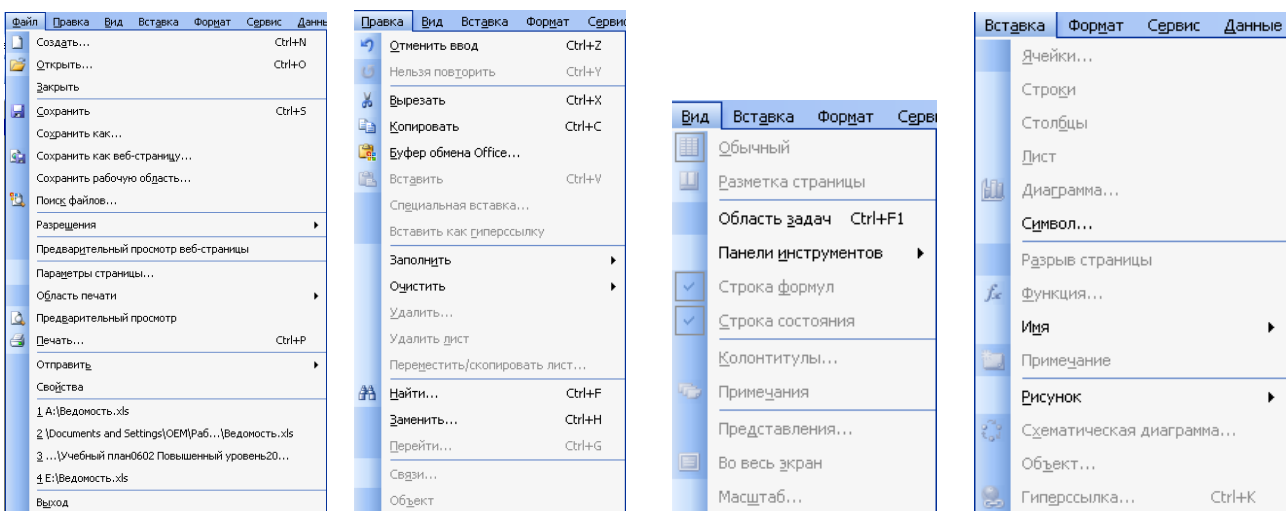 Файл Правка Вид Вставка Формат Сервис
Создать... Ctrl+N
Открыть... Ctrl+O
Закрыть
Сохранить Ctrl+S
Сохранить как...
Сохранить как веб-страницу...
Сохранить рабочую область...
Поиск файлов...
Разрешения
Предварительный просмотр веб-страницы
Параметры страницы...
Область печати
Предварительный просмотр
Печать... Ctrl+P
Отправить
Свойства
1 A:\Ведомость.xls
2 \Documents and Settings\OEM\Раб...\Ведомость.xls
3 ...\Учебный план0602 Повышенный уровень20...
4 E:\Ведомость.xls
Выход
Правка Вид Вставка Формат
Отменить ввод Ctrl+Z
Нельзя повторить Ctrl+Y
Вырезать Ctrl+X
Копировать Ctrl+C
Буфер обмена Office...
Вставить Ctrl+V
Специальная вставка...
Вставить как гиперссылку
Заполнить
Очистить
Удалить...
Удалить лист
Переместить/скопировать лист...
Найти... Ctrl+F
Заменить... Ctrl+H
Перейти... Ctrl+G
Связи...
Объект
Вид Вставка Формат
Обычный
Разметка страницы
Область задач Ctrl+F1
Панели инструментов
Строка формул
Строка состояния
Колонтитулы...
Примечания
Представления...
Во весь экран
Масштаб...
Вставка Формат Сервис Данные
Ячейки...
Строки
Столбцы
Лист
Диаграмма...
Символ...
Разрыв страницы
fx Функция...
Имя
Примечание
Рисунок
Схематическая диаграмма...
Объект...
Гиперссылка... Ctrl+K